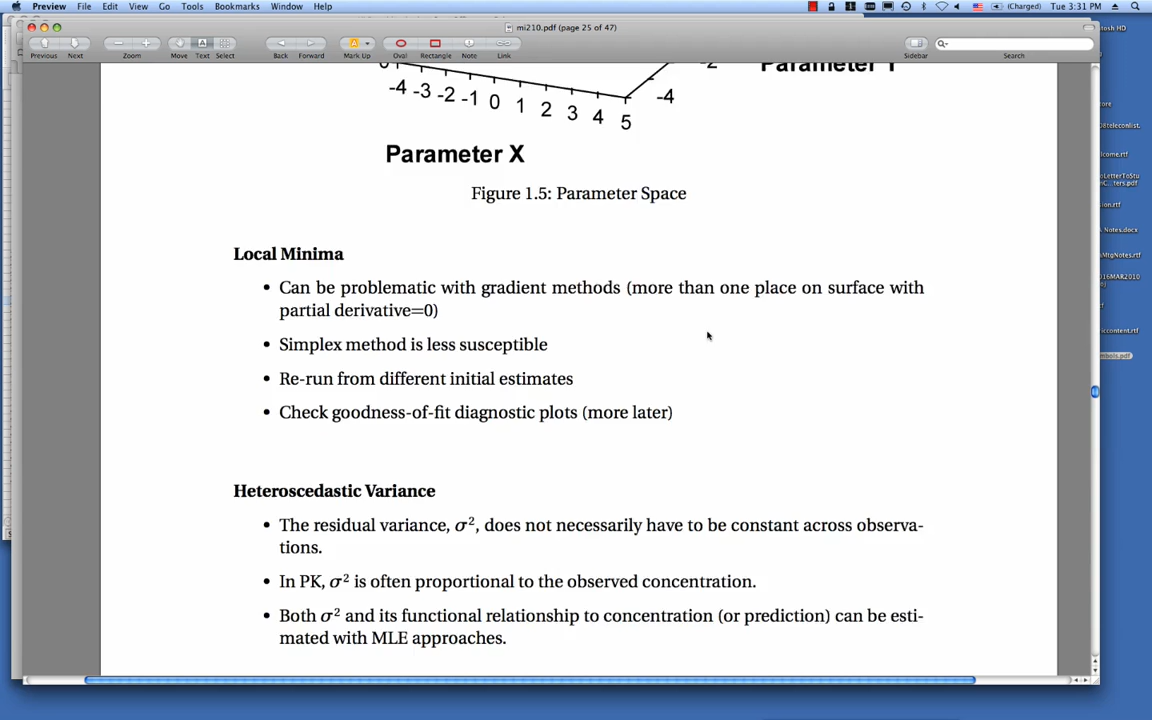 Preview File Edit View Go Tools Bookmarks Window Help
(Charged) Tue 3:31 PM
mi210.pdf (page 25 of 47)
Previous Next Zoom Move Text Select Back Forward Mark Up Oval Rectangle Note Link Sidebar Search
-4 -3 -2 -1 0 1 2 3 4 5
-2
-4
Parameter X
Parameter Y
Figure 1.5: Parameter Space
Local Minima
• Can be problematic with gradient methods (more than one place on surface with
partial derivative=0)
• Simplex method is less susceptible
• Re-run from different initial estimates
• Check goodness-of-fit diagnostic plots (more later)
Heteroscedastic Variance
• The residual variance, σ², does not necessarily have to be constant across observa-
tions.
• In PK, σ² is often proportional to the observed concentration.
• Both σ² and its functional relationship to concentration (or prediction) can be esti-
mated with MLE approaches.